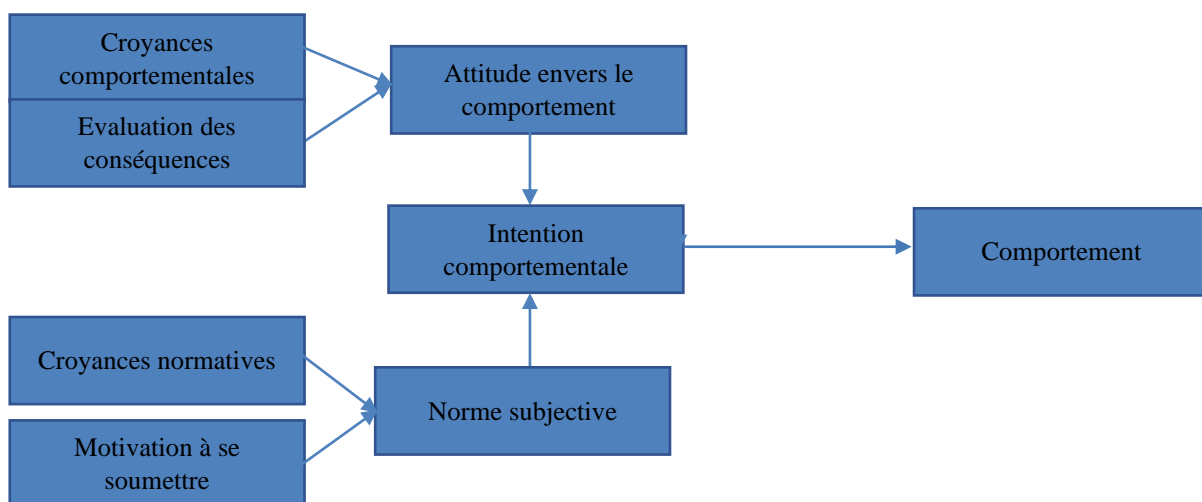 Croyances
comportementales
Evaluation des
conséquences
Attitude envers le
comportement
Intention
comportementale
Comportement
Croyances normatives
Motivation à se
soumettre
Norme subjective